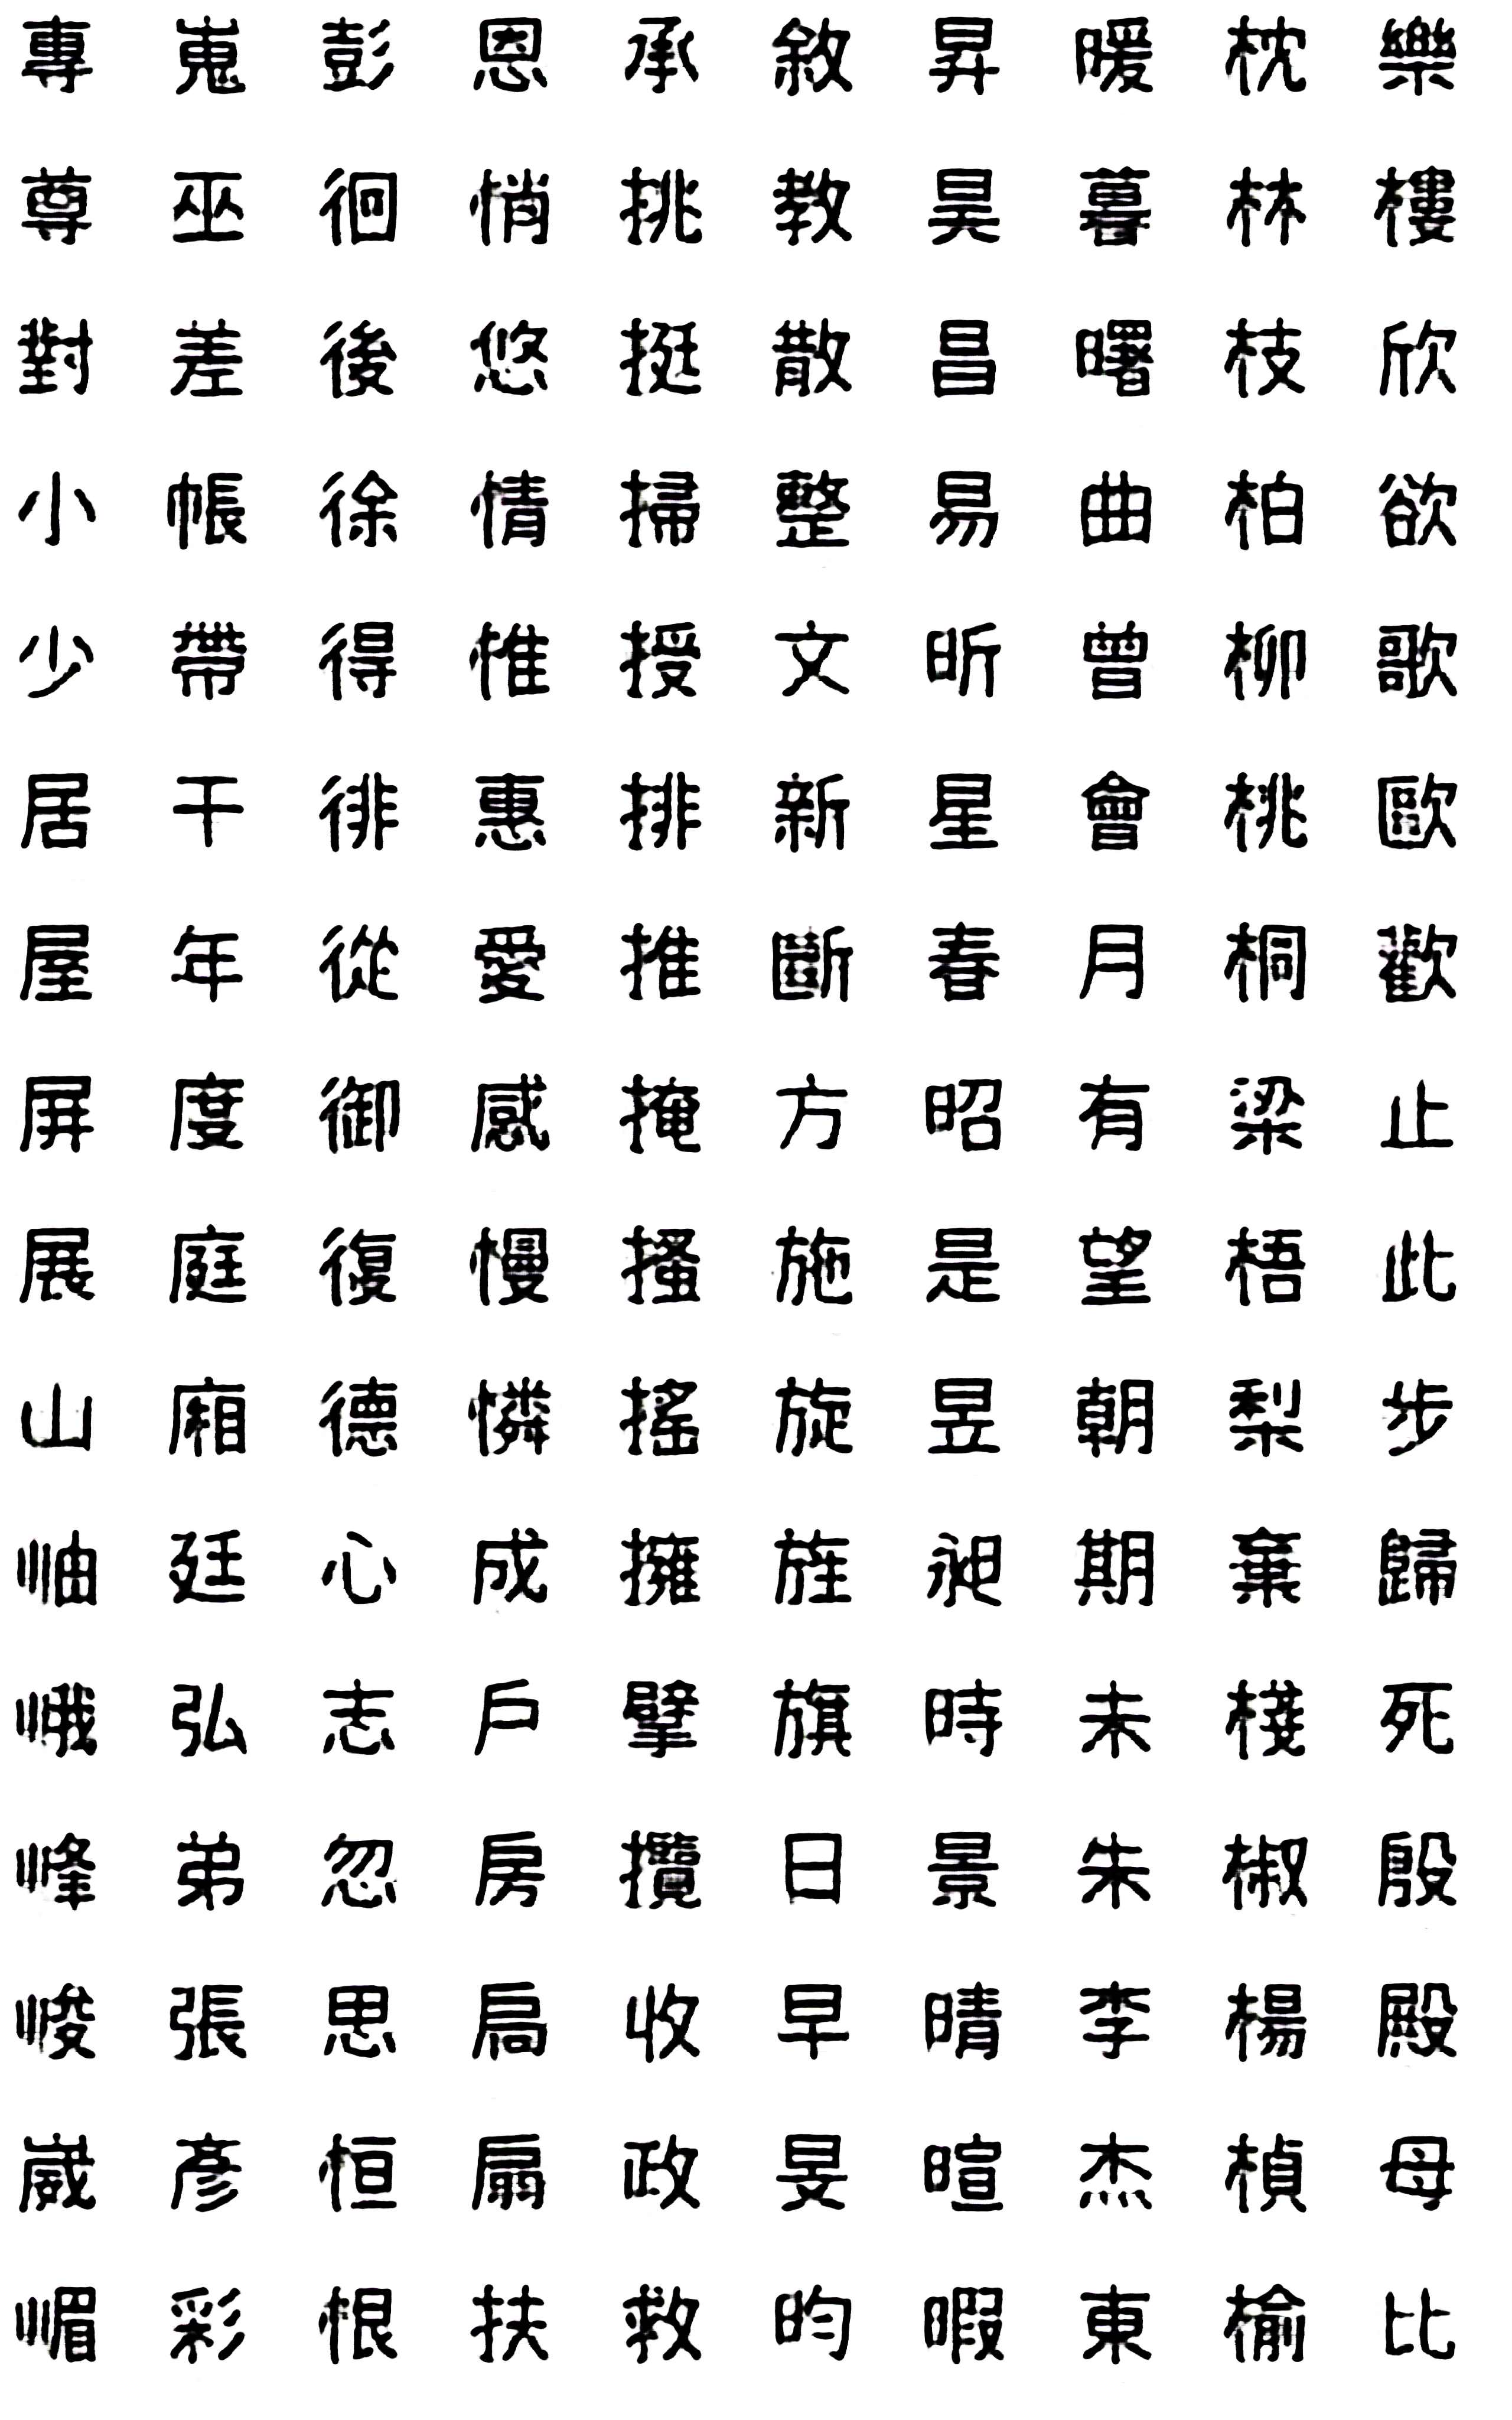 專尊對小少居屋屏展山岫峨峰峻崴嵋
嵬巫差帳帶干年度庭廂廷弘弟張彥彩
彭徊後徐得徘從御復德心志忽思恒恨
恩悄悠情惟惠愛感慢憐成戶房扃扇扶
承挑挺掃授排推掩搔搖擁擘攬收政救
敘教散整文新斷方施旋旌旗日早旻昀
昇昊昌易昕星春昭是昱昶時景晴暄暇
暖暮曙曲曾會月有望朝期未朱李杰東
枕林枝柏柳桃桐梁梧梨棄棲椒楊楨榆
樂樓欣欲歌歐歡止此步歸死殷殿母比